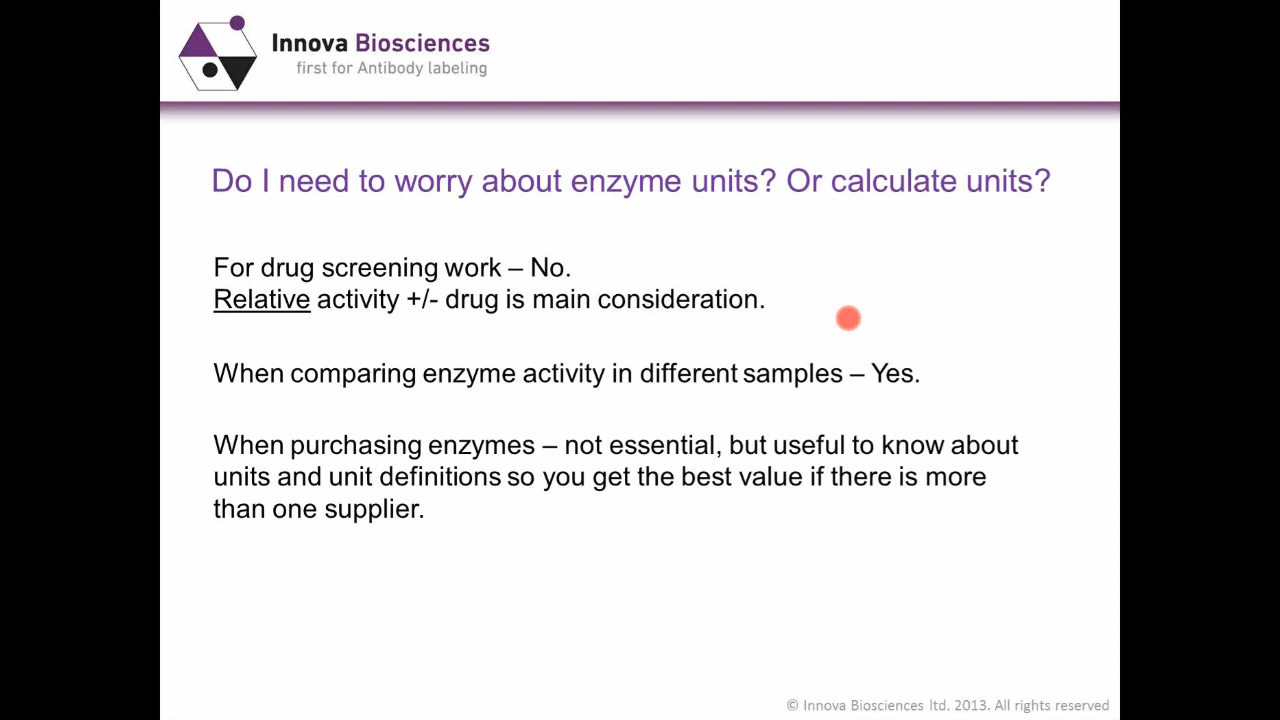 Innova Biosciences
first for Antibody labeling
Do I need to worry about enzyme units? Or calculate units?
For drug screening work – No.
Relative activity +/- drug is main consideration.
When comparing enzyme activity in different samples – Yes.
When purchasing enzymes – not essential, but useful to know about
units and unit definitions so you get the best value if there is more
than one supplier.
© Innova Biosciences ltd. 2013. All rights reserved